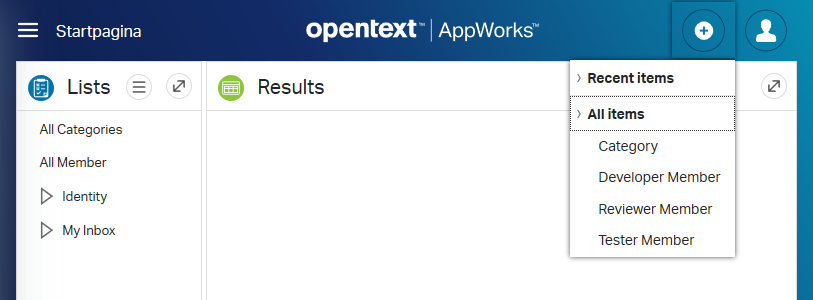 Startpagina
opentext™ | AppWorks™
Lists
Results
Recent items
All items
Category
Developer Member
Reviewer Member
Tester Member
All Categories
All Member
Identity
My Inbox